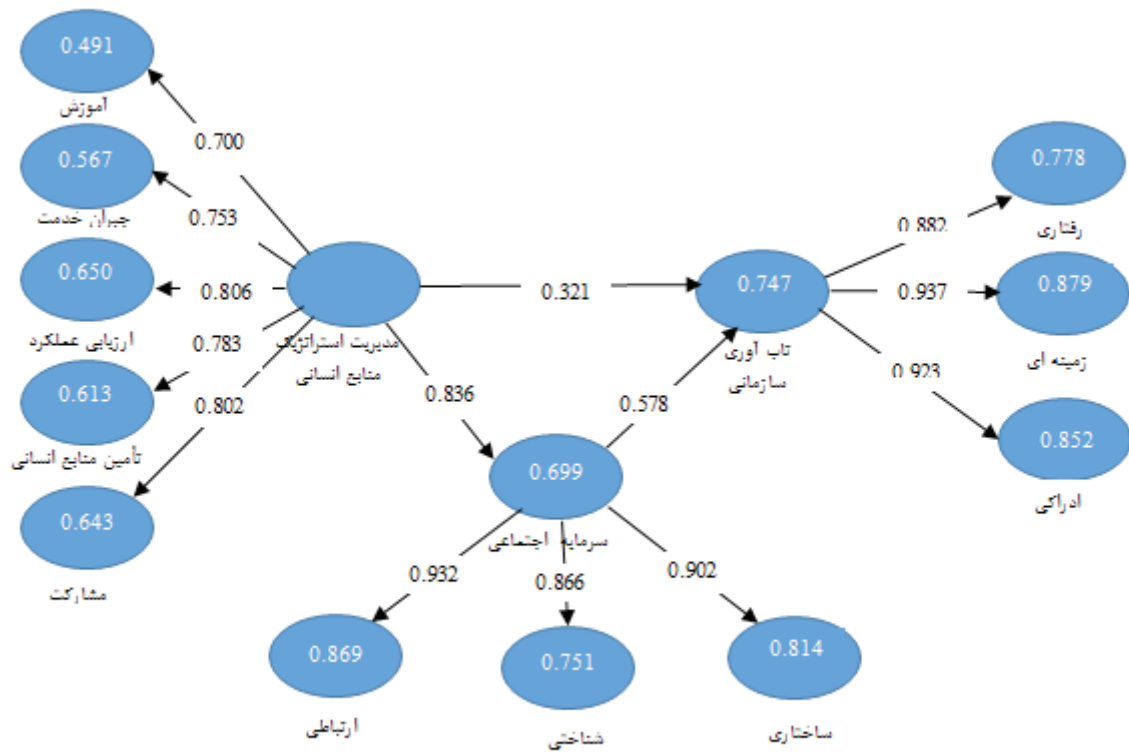 0.491
آموزش
0.700
0.567
جبران خدمت
0.753
0.650
ارزیابی عملکرد
0.806
0.783
0.613
تأمین منابع انسانی
0.802
0.643
مشارکت
مدیریت استراتژیک
منابع انسانی
0.321
0.836
0.747
تاب آوری
سازمانی
0.578
0.699
سرمایه اجتماعی
0.932
0.866
0.902
0.869
ارتباطی
0.751
شناختی
0.814
ساختاری
0.882
0.778
رفتاری
0.937
0.879
زمینه ای
0.923
0.852
ادراکی